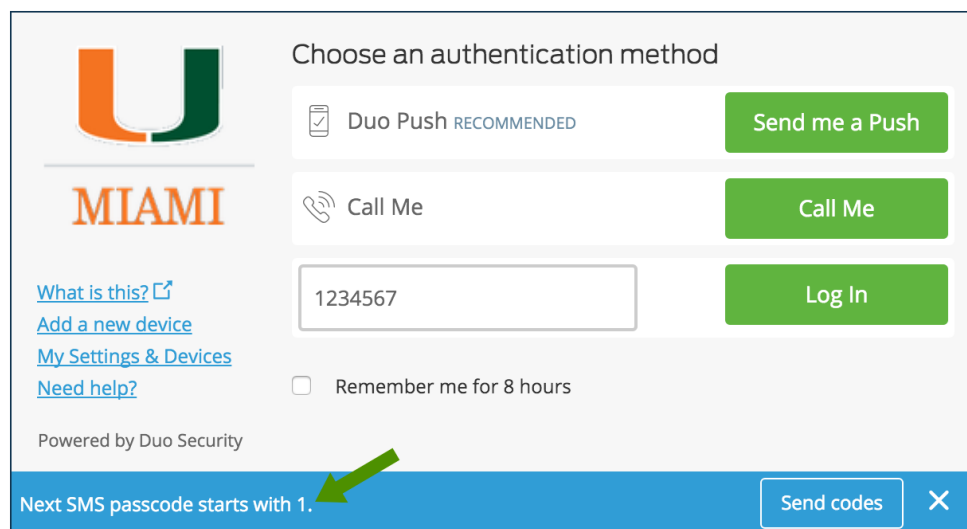 Choose an authentication method
Duo Push RECOMMENDED
Send me a Push
Call Me
Call Me
1234567
Log In
Remember me for 8 hours
U
MIAMI
What is this?
Add a new device
My Settings & Devices
Need help?
Powered by Duo Security
Next SMS passcode starts with 1.
Send codes